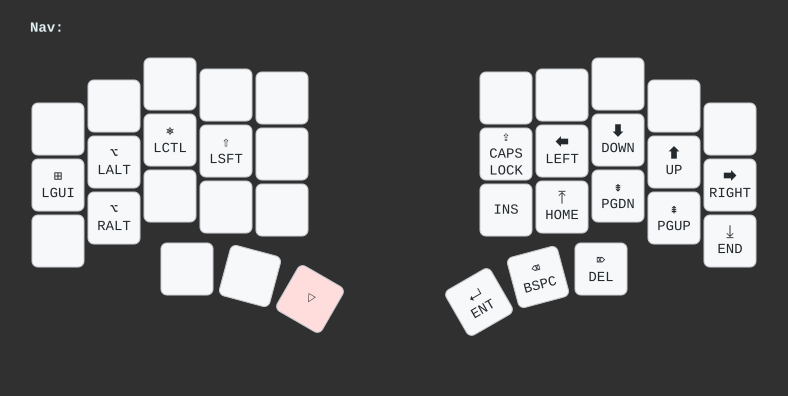 Nav:
⊞
LGUI
⌥
LALT
⎈
LCTL
⇧
LSFT
⇪
CAPS
LOCK
⬅
LEFT
⬇
DOWN
⬆
UP
⮕
RIGHT
⌥
RALT
INS
⤒
HOME
⇟
PGDN
⇞
PGUP
⤓
END
▷
↵
ENT
⌫
BSPC
⌦
DEL